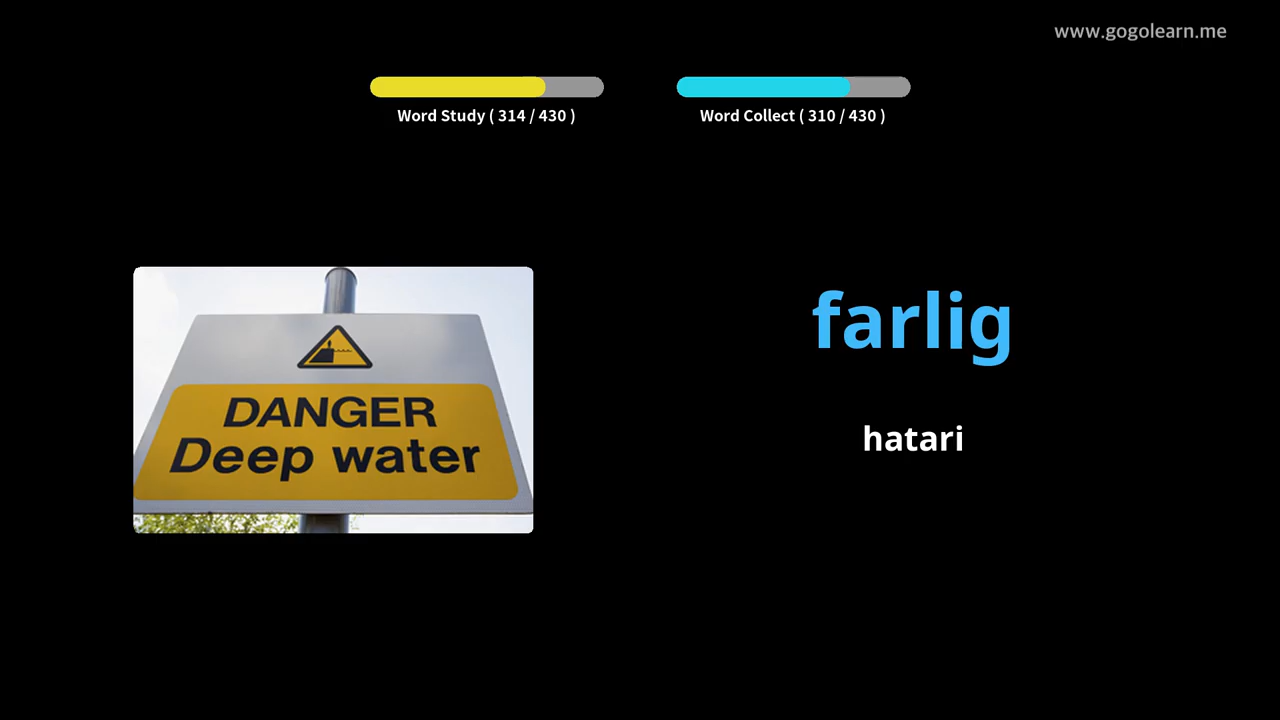 www.gogolearn.me
Word Study ( 314 / 430 )
Word Collect ( 310 / 430 )
DANGER
Deep water
farlig
hatari